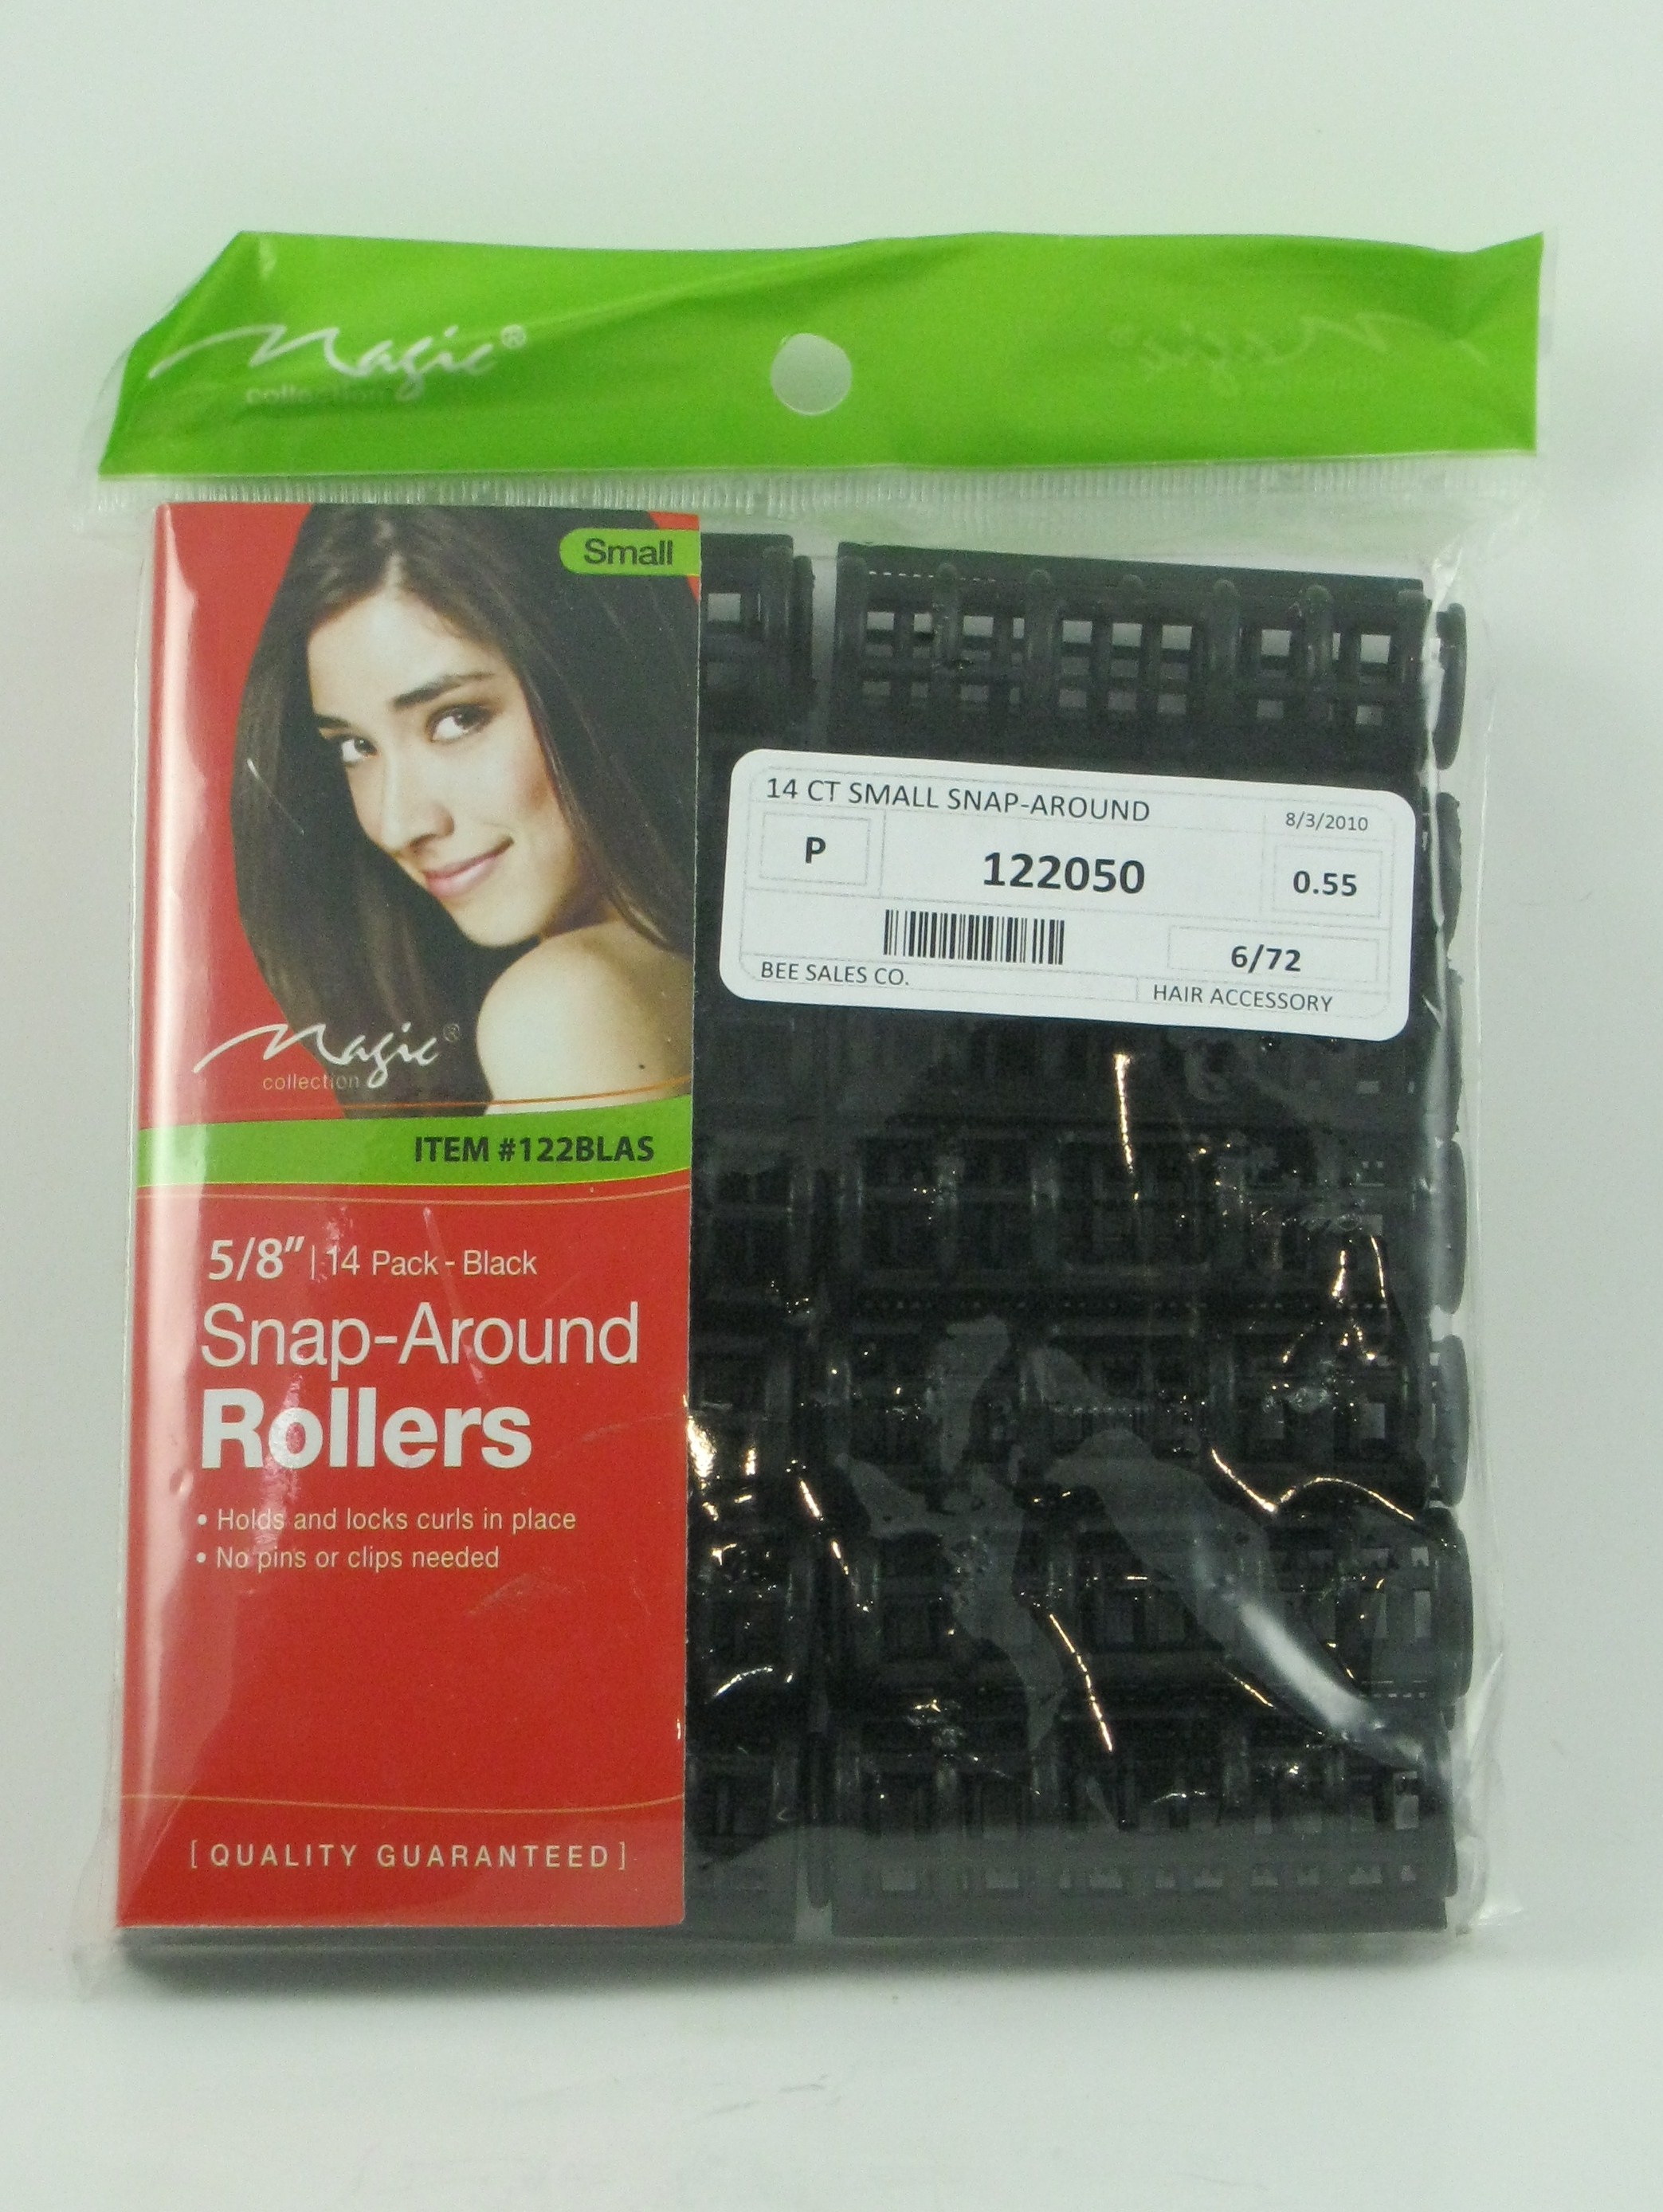 Magic®
collection
Small
Magic®
collection
ITEM #122BLAS
5/8" | 14 Pack - Black
Snap-Around
Rollers
• Holds and locks curls in place
• No pins or clips needed
[ QUALITY GUARANTEED ]
14 CT SMALL SNAP-AROUND
8/3/2010
P
122050
0.55
6/72
BEE SALES CO.
HAIR ACCESSORY